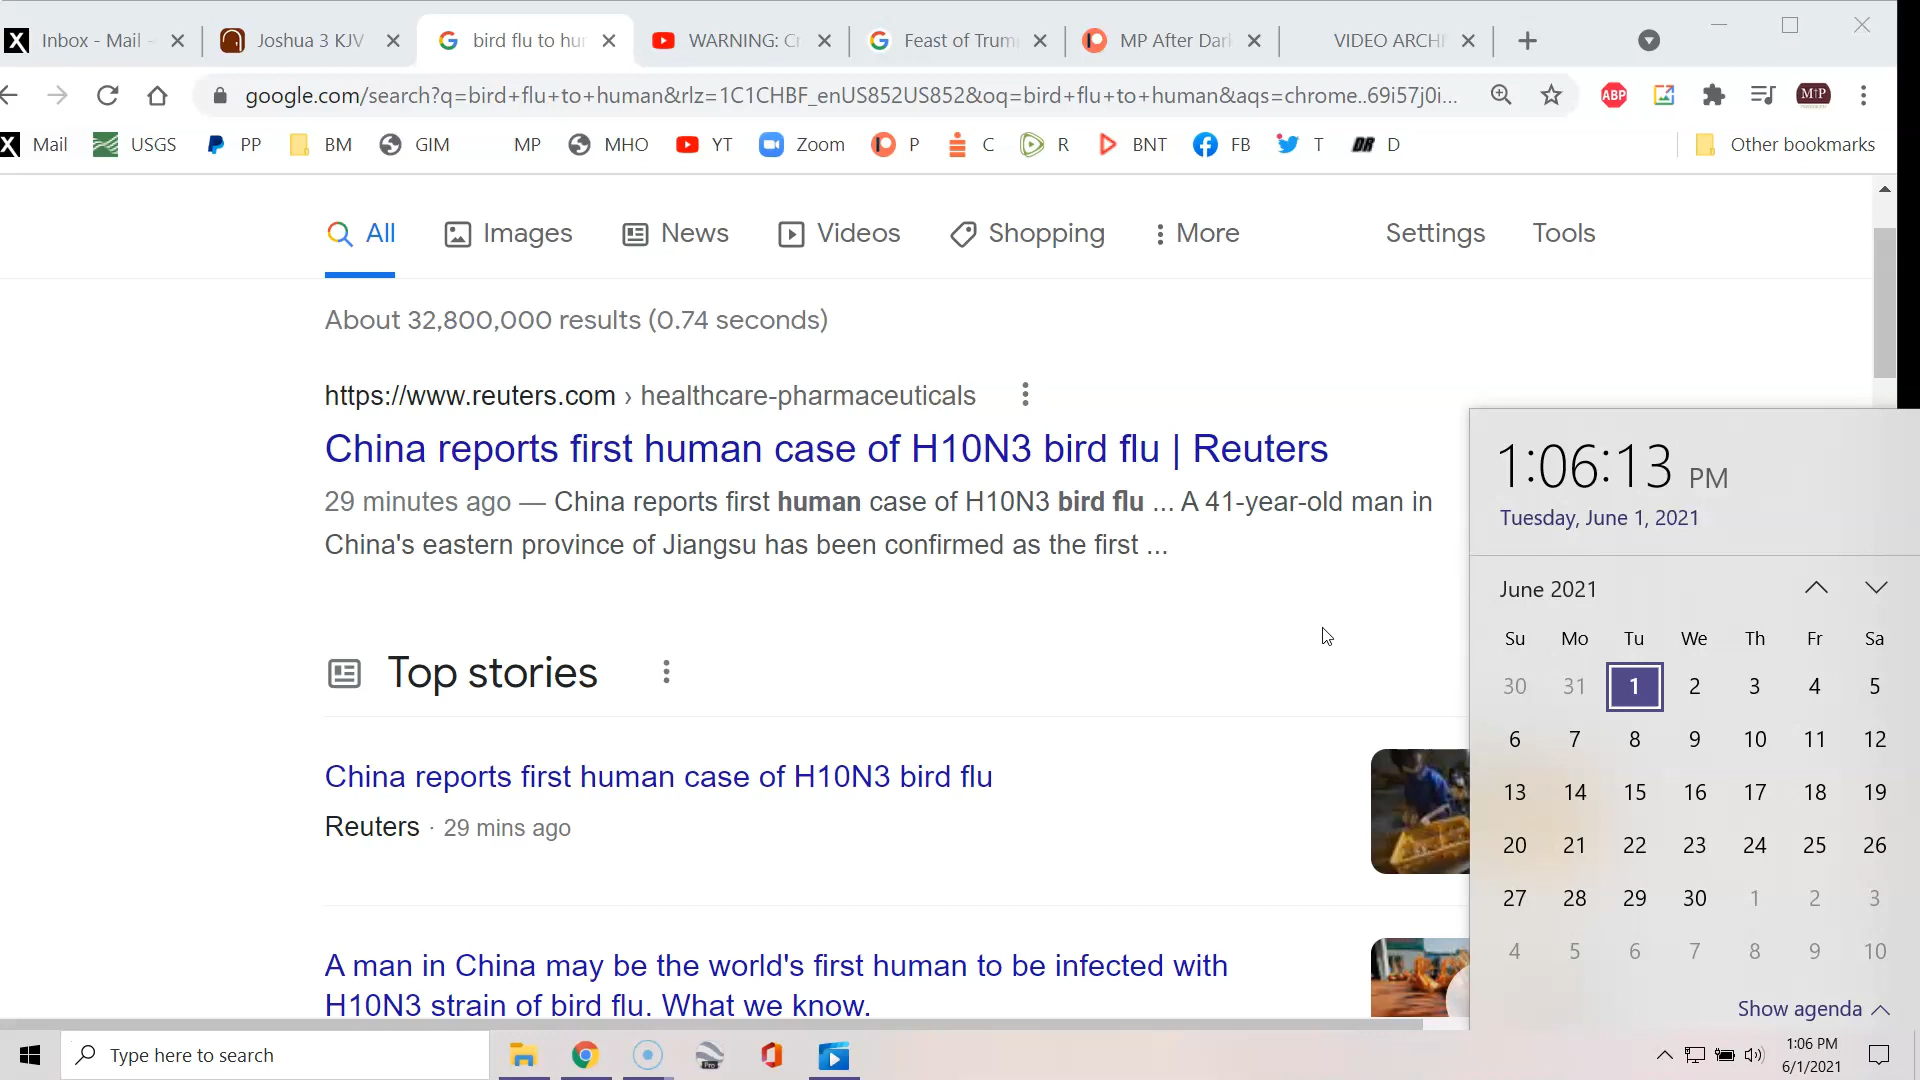 Inbox - Mail -
Joshua 3 KJV
bird flu to hu
WARNING: C
Feast of Trum
MP After Dar
VIDEO ARCH
google.com/search?q=bird+flu+to+human&rlz=1C1CHBF_enUS852US852&oq=bird+flu+to+human&aqs=chrome..69i57j0i...
ABP
M↑P
Mail
USGS
PP
BM
GIM
MP
MHO
YT
Zoom
P
C
R
BNT
FB
T
DR
D
Other bookmarks
All
Images
News
Videos
Shopping
More
Settings
Tools
About 32,800,000 results (0.74 seconds)
https://www.reuters.com › healthcare-pharmaceuticals
China reports first human case of H10N3 bird flu | Reuters
29 minutes ago — China reports first human case of H10N3 bird flu ... A 41-year-old man in
China's eastern province of Jiangsu has been confirmed as the first ...
Top stories
China reports first human case of H10N3 bird flu
Reuters · 29 mins ago
A man in China may be the world's first human to be infected with
H10N3 strain of bird flu. What we know.
1:06:13 PM
Tuesday, June 1, 2021
June 2021
Su Mo Tu We Th Fr Sa
30 31 1 2 3 4 5
6 7 8 9 10 11 12
13 14 15 16 17 18 19
20 21 22 23 24 25 26
27 28 29 30 1 2 3
4 5 6 7 8 9 10
Show agenda
Type here to search
1:06 PM
6/1/2021